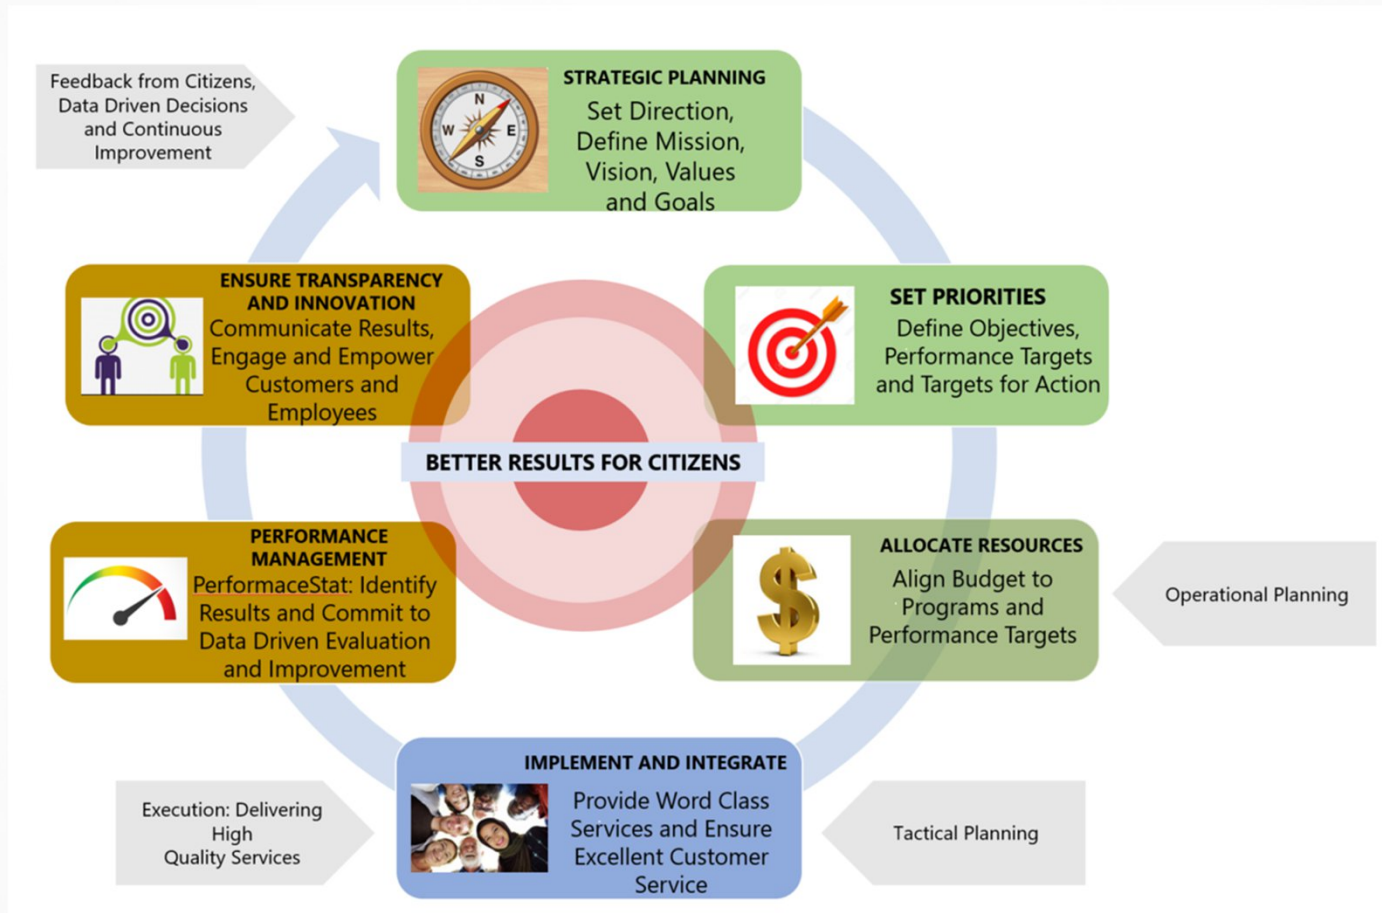 Feedback from Citizens,
Data Driven Decisions
and Continuous
Improvement
STRATEGIC PLANNING
Set Direction,
Define Mission,
Vision, Values
and Goals
N
W
E
S
ENSURE TRANSPARENCY
AND INNOVATION
Communicate Results,
Engage and Empower
Customers and
Employees
SET PRIORITIES
Define Objectives,
Performance Targets
and Targets for Action
BETTER RESULTS FOR CITIZENS
PERFORMANCE
MANAGEMENT
PerformaceStat: Identify
Results and Commit to
Data Driven Evaluation
and Improvement
ALLOCATE RESOURCES
Align Budget to
Programs and
Performance Targets
Operational Planning
IMPLEMENT AND INTEGRATE
Provide Word Class
Services and Ensure
Excellent Customer
Service
Execution: Delivering
High
Quality Services
Tactical Planning